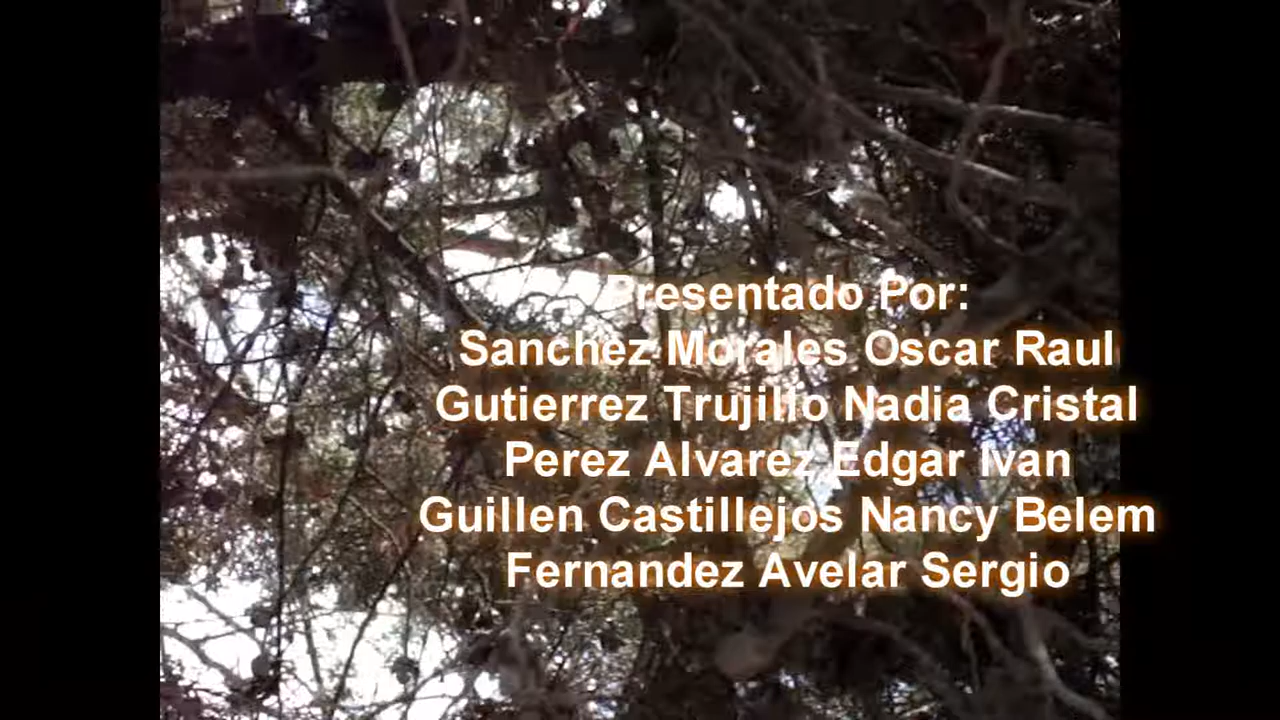 Presentado Por:
Sanchez Morales Oscar Raul
Gutierrez Trujillo Nadia Cristal
Perez Alvarez Edgar Ivan
Guillen Castillejos Nancy Belem
Fernandez Avelar Sergio